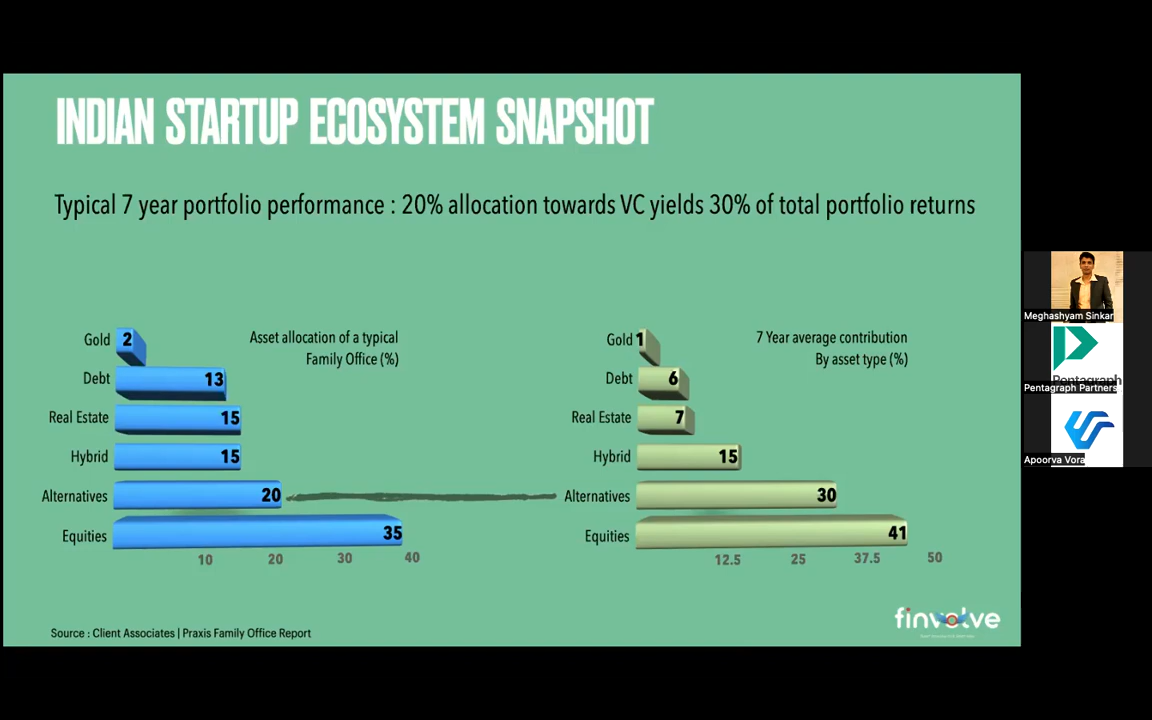 INDIAN STARTUP ECOSYSTEM SNAPSHOT
Typical 7 year portfolio performance : 20% allocation towards VC yields 30% of total portfolio returns
Asset allocation of a typical
Family Office (%)
Gold 2
Debt 13
Real Estate 15
Hybrid 15
Alternatives 20
Equities 35
10 20 30 40
7 Year average contribution
By asset type (%)
Gold 1
Debt 6
Real Estate 7
Hybrid 15
Alternatives 30
Equities 41
12.5 25 37.5 50
Source : Client Associates | Praxis Family Office Report
finvolve
Meghashyam Sinkar
Pentagraph
Pentagraph Partners
Apoorva Vora